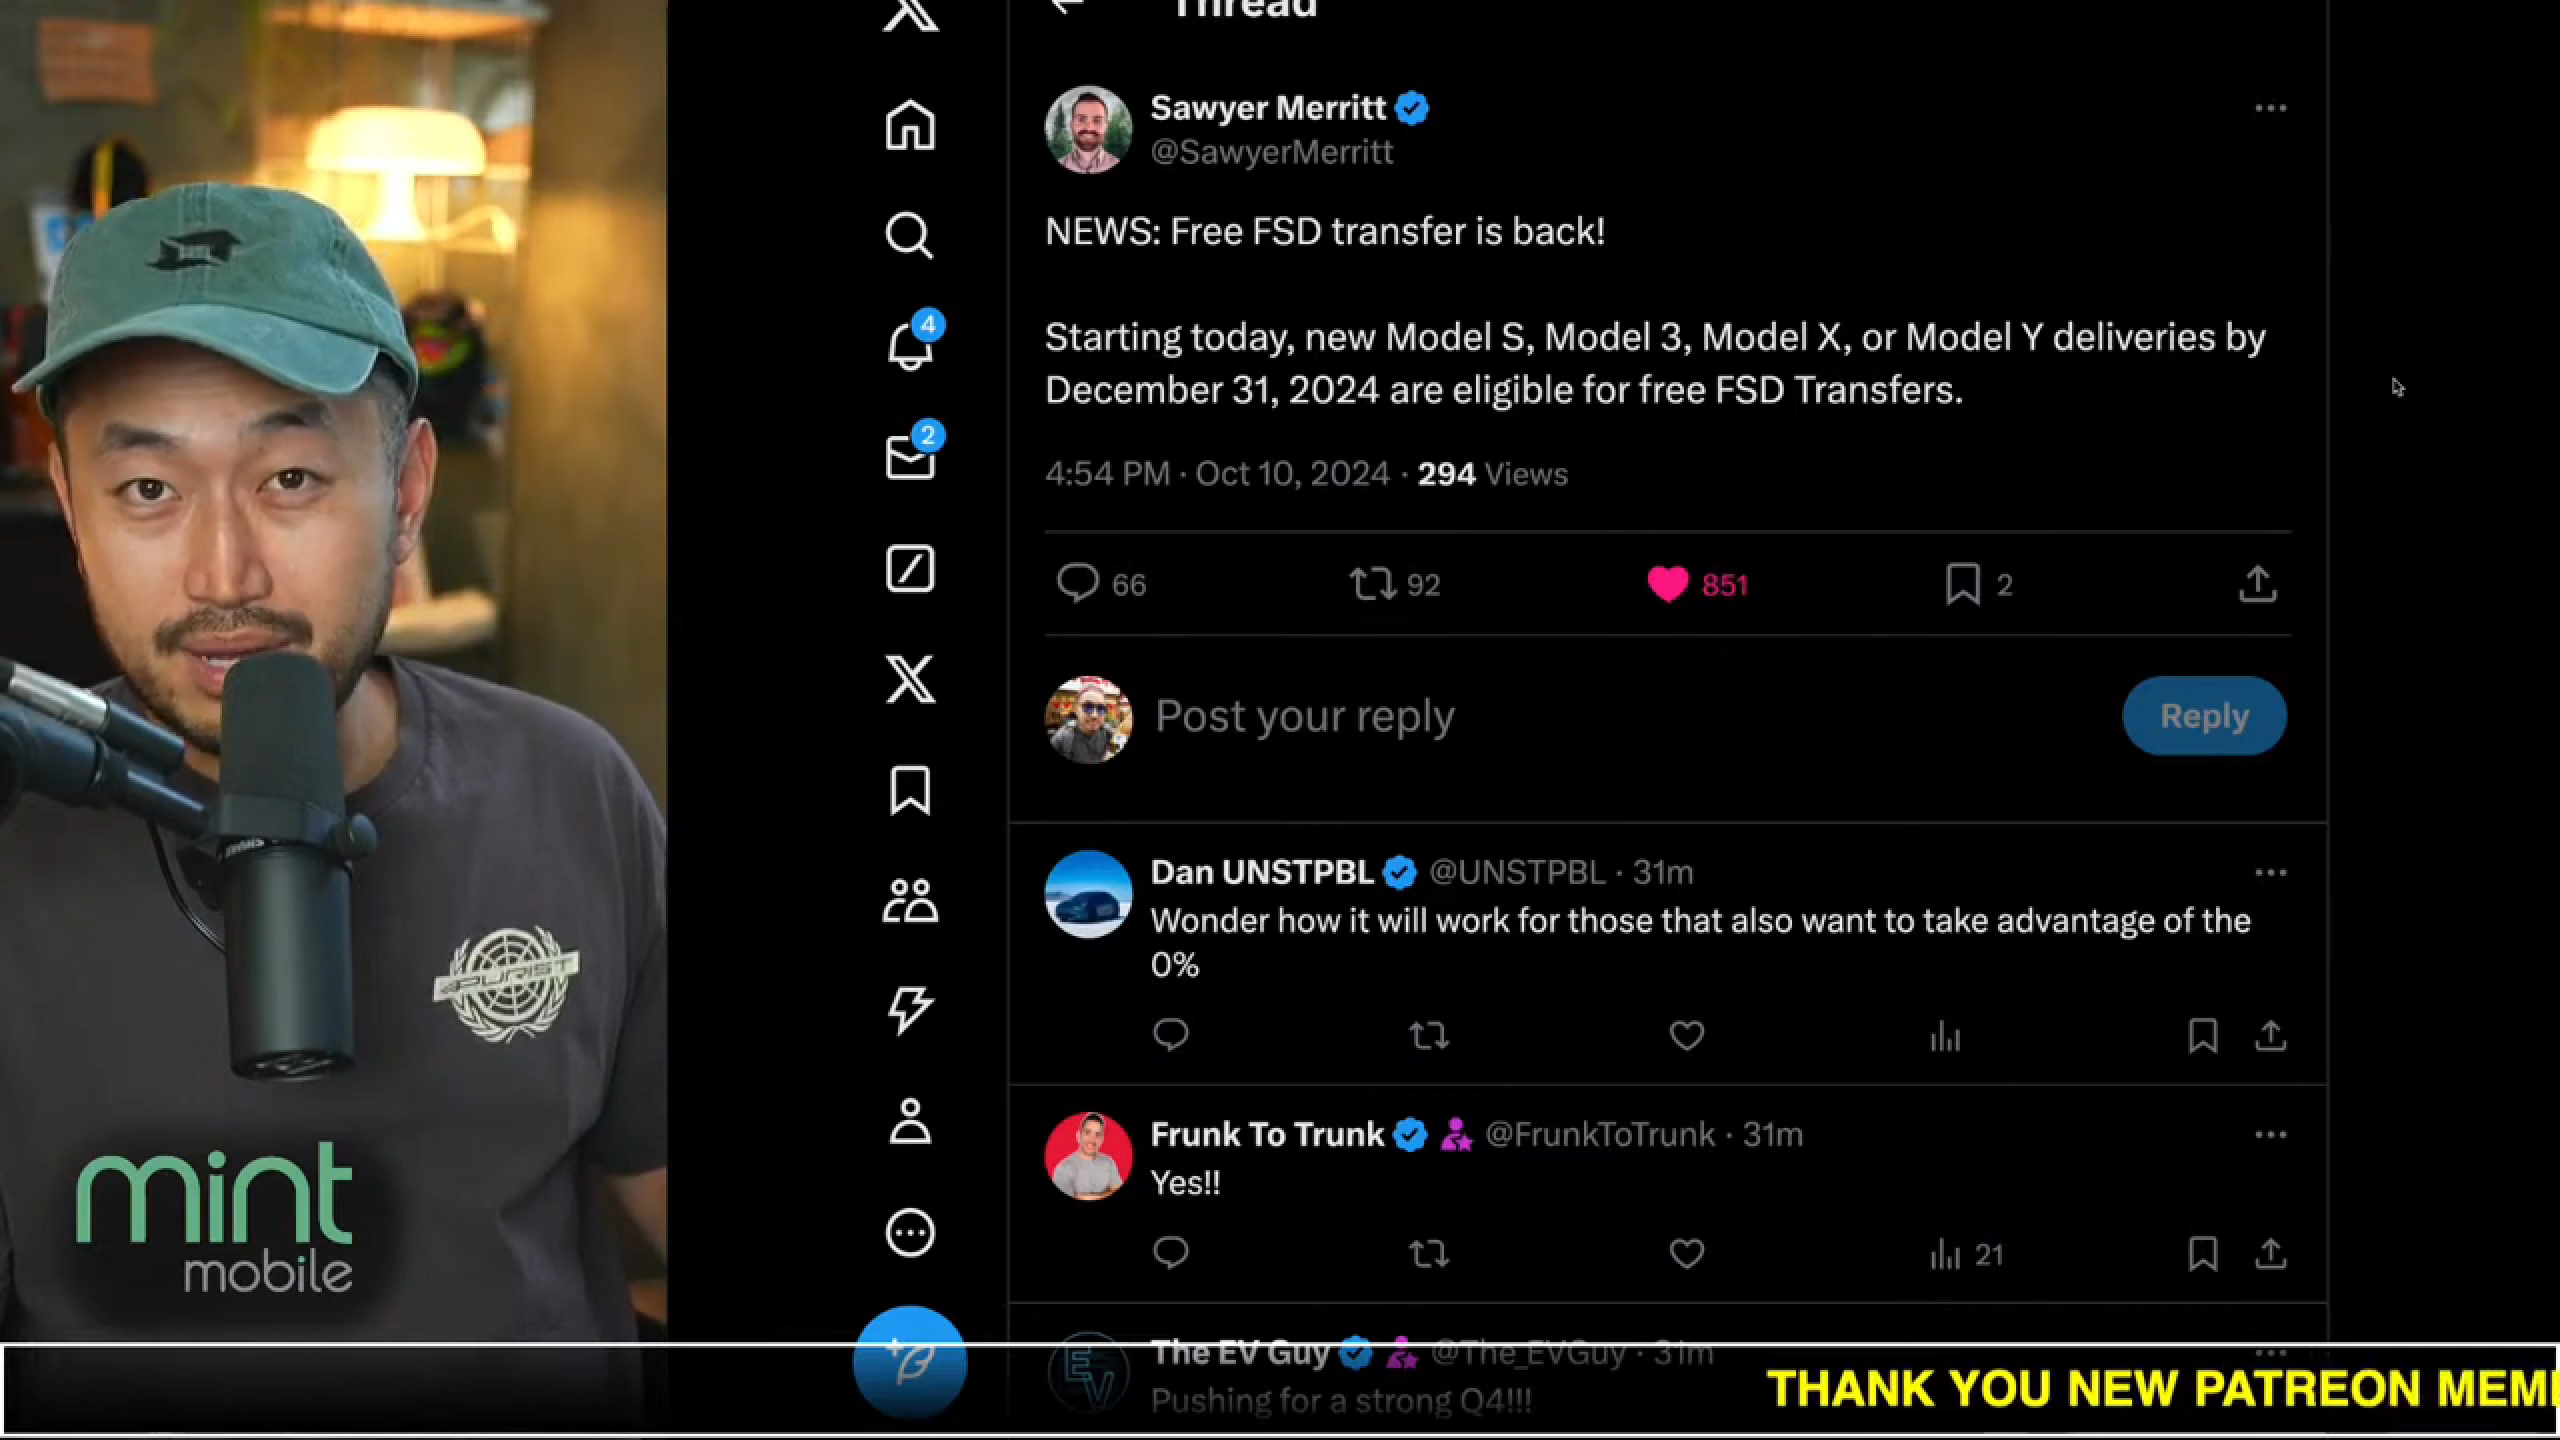 Thread
Sawyer Merritt
@SawyerMerritt
NEWS: Free FSD transfer is back!
Starting today, new Model S, Model 3, Model X, or Model Y deliveries by
December 31, 2024 are eligible for free FSD Transfers.
4:54 PM · Oct 10, 2024 · 294 Views
4
2
66 92 851 2
Post your reply
Reply
Dan UNSTPBL @UNSTPBL · 31m
Wonder how it will work for those that also want to take advantage of the
0%
PURIST
Frunk To Trunk @FrunkToTrunk · 31m
Yes!!
21
mint
mobile
The EV Guy @The_EVGuy · 31m
EV
Pushing for a strong Q4!!!
THANK YOU NEW PATREON MEM